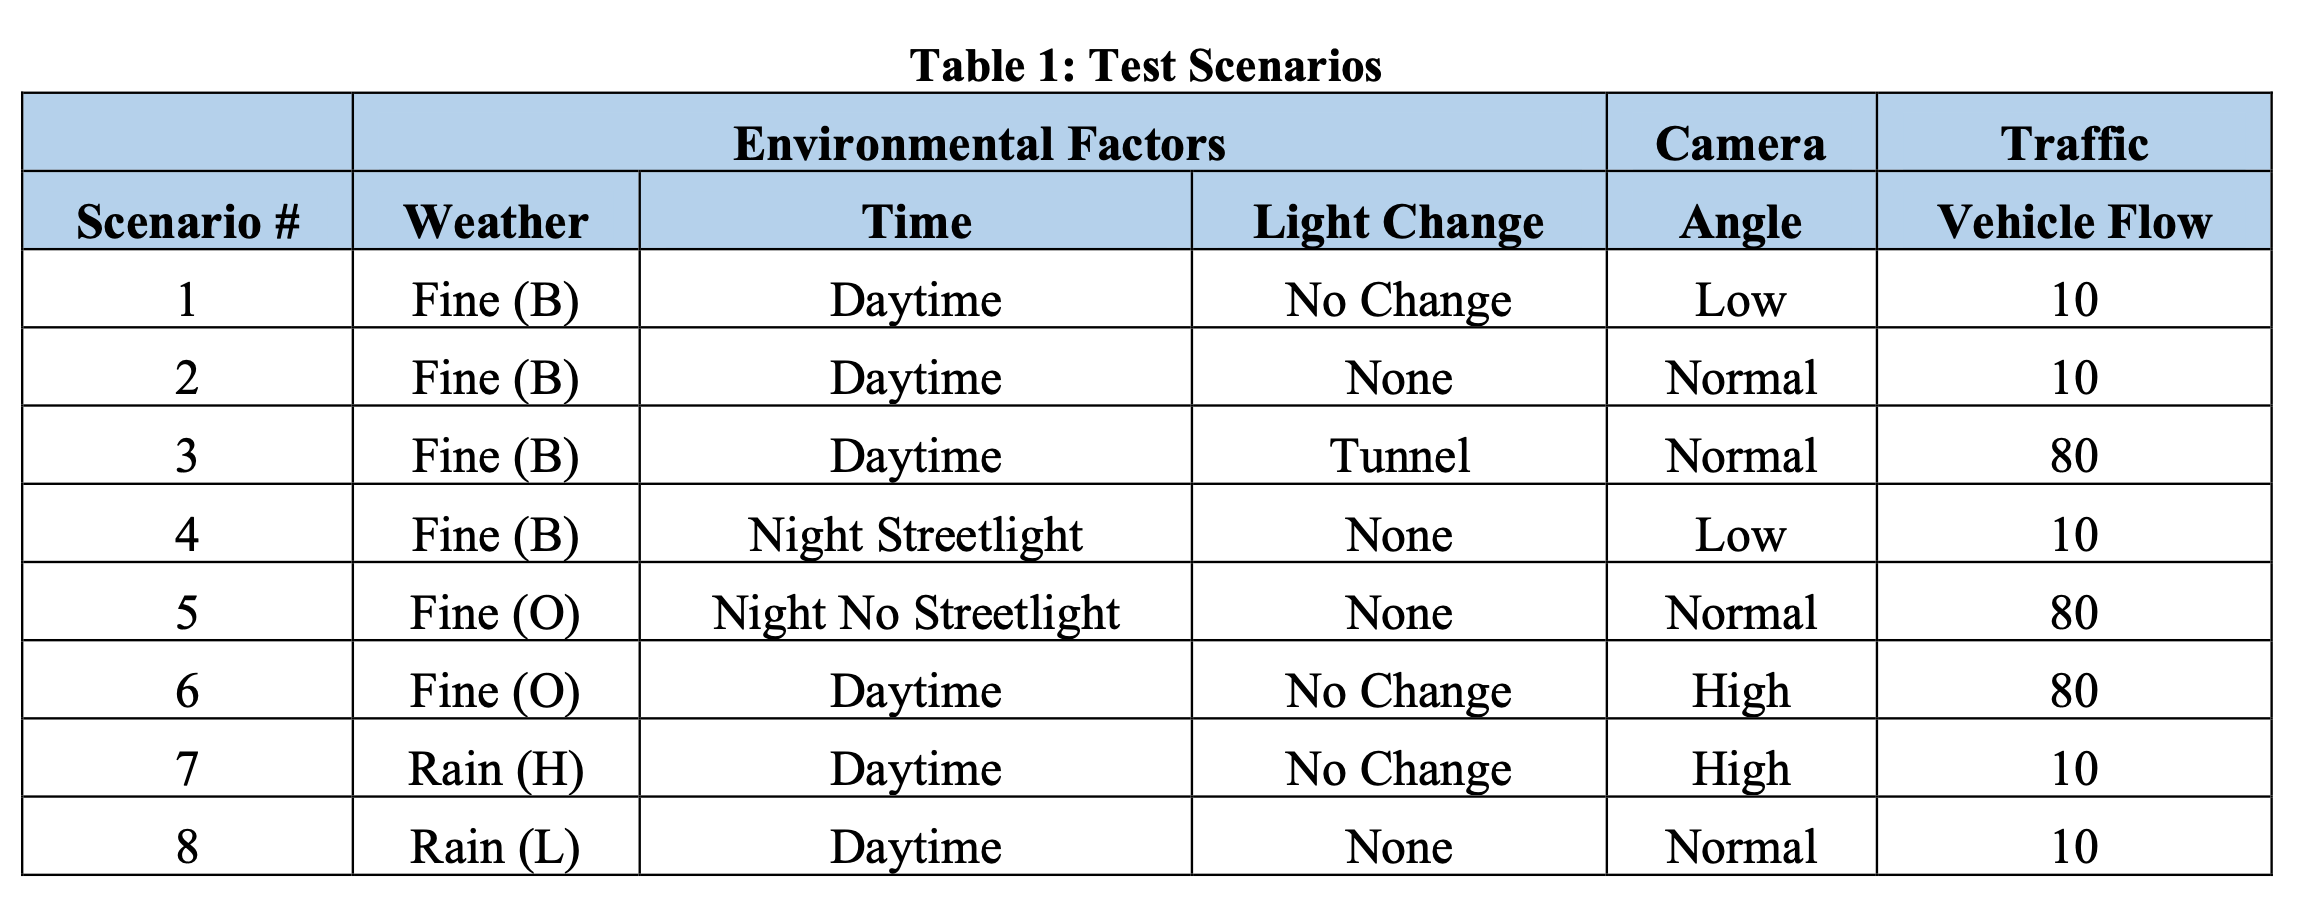 Table 1: Test Scenarios
Environmental Factors Camera Traffic
Scenario # Weather Time Light Change Angle Vehicle Flow
1 Fine (B) Daytime No Change Low 10
2 Fine (B) Daytime None Normal 10
3 Fine (B) Daytime Tunnel Normal 80
4 Fine (B) Night Streetlight None Low 10
5 Fine (O) Night No Streetlight None Normal 80
6 Fine (O) Daytime No Change High 80
7 Rain (H) Daytime No Change High 10
8 Rain (L) Daytime None Normal 10